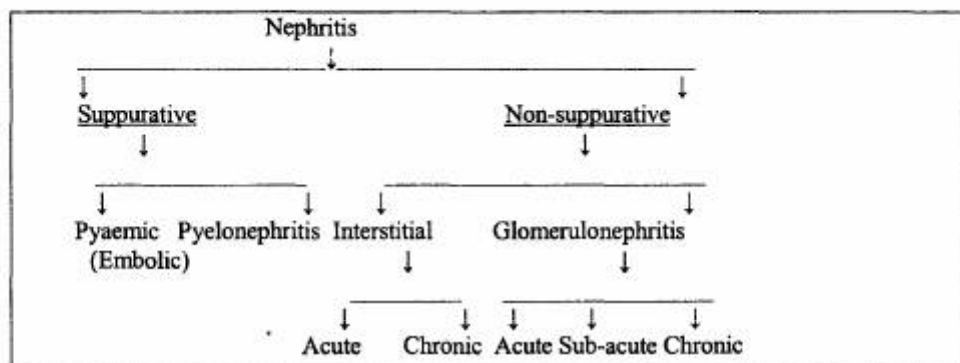 Nephritis
Suppurative Non-suppurative
Pyaemic Pyelonephritis Interstitial Glomerulonephritis
(Embolic)
Acute Chronic Acute Sub-acute Chronic